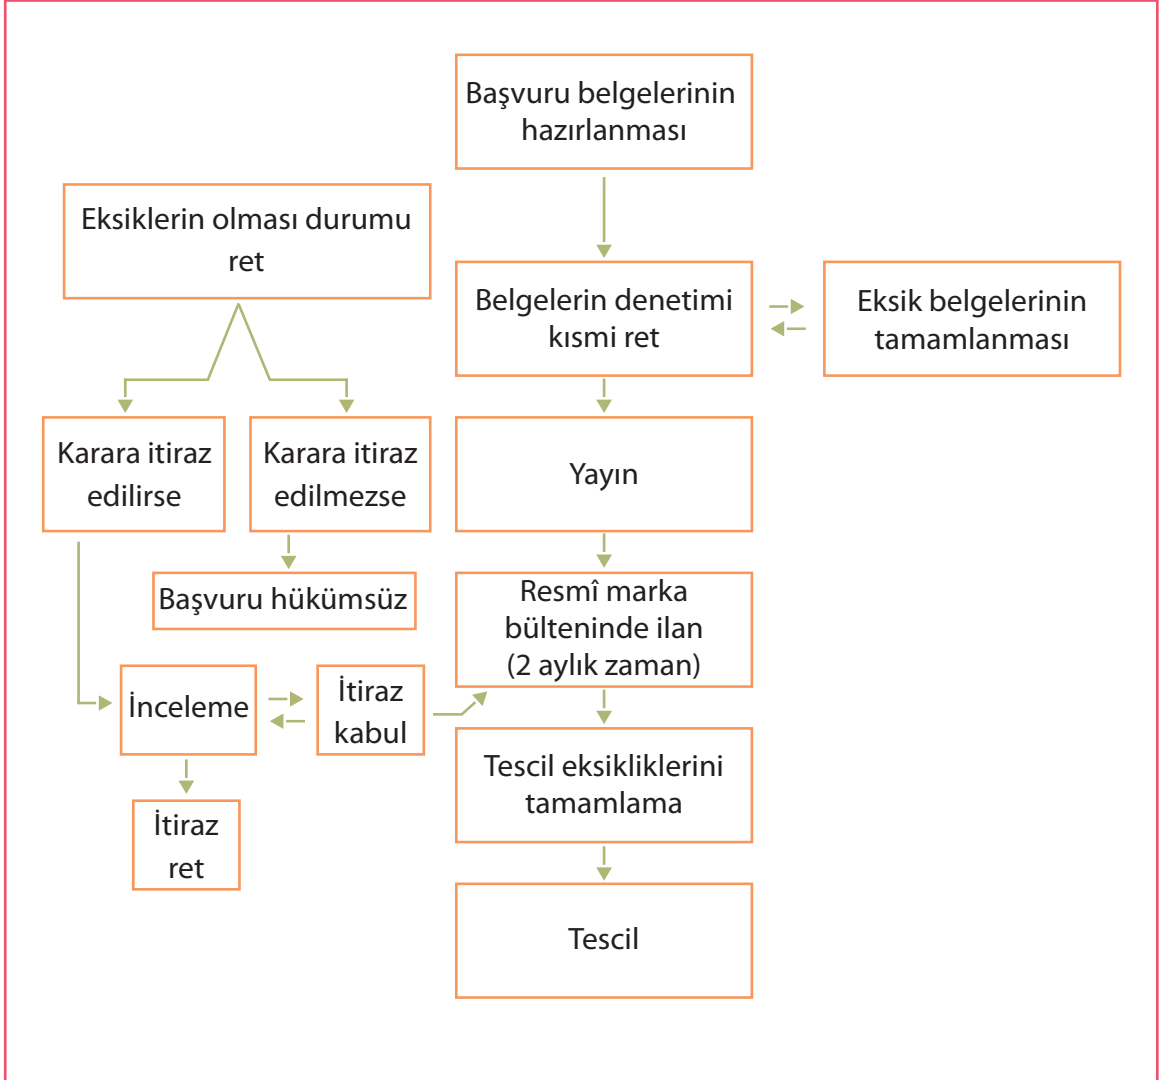 Başvuru belgelerinin
hazırlanması
Eksiklerin olması durumu
ret
Belgelerin denetimi
kısmi ret
Eksik belgelerinin
tamamlanması
Karara itiraz
edilirse
Karara itiraz
edilmezse
Yayın
Başvuru hükümsüz
Resmî marka
bülteninde ilan
(2 aylık zaman)
İnceleme
İtiraz
kabul
Tescil eksikliklerini
tamamlama
İtiraz
ret
Tescil